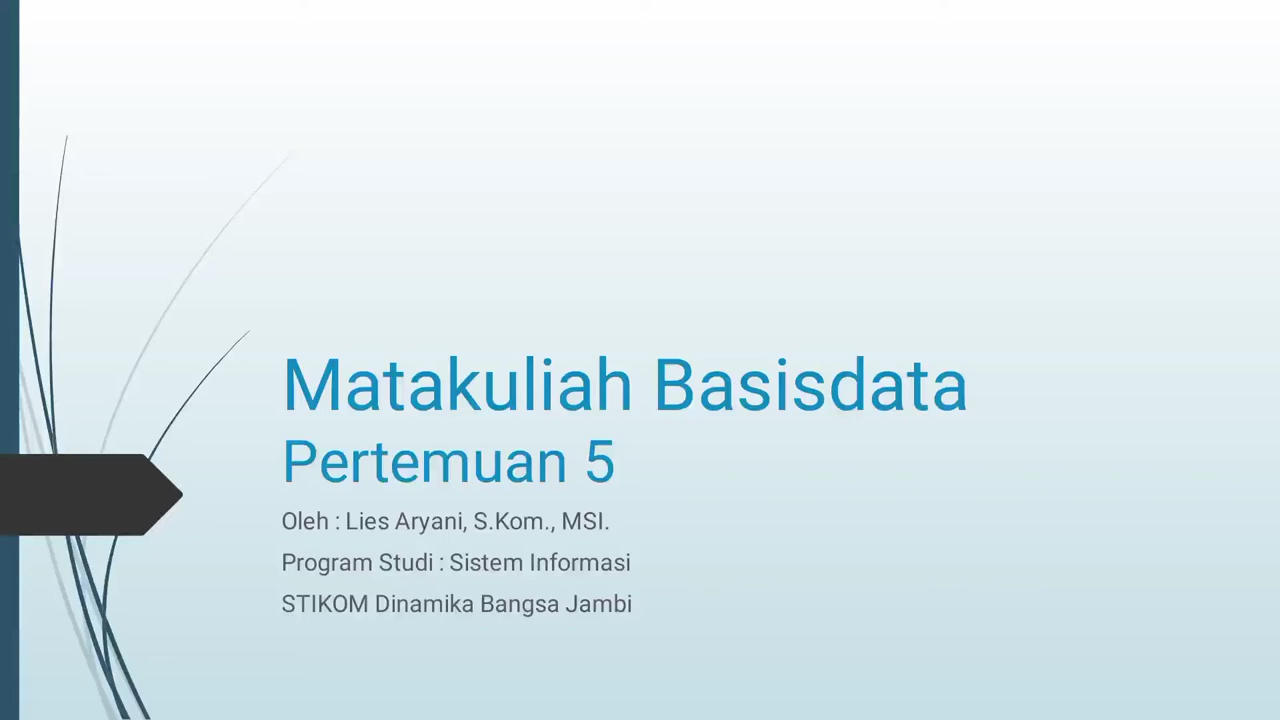 Matakuliah Basisdata
Pertemuan 5
Oleh : Lies Aryani, S.Kom., MSI.
Program Studi : Sistem Informasi
STIKOM Dinamika Bangsa Jambi